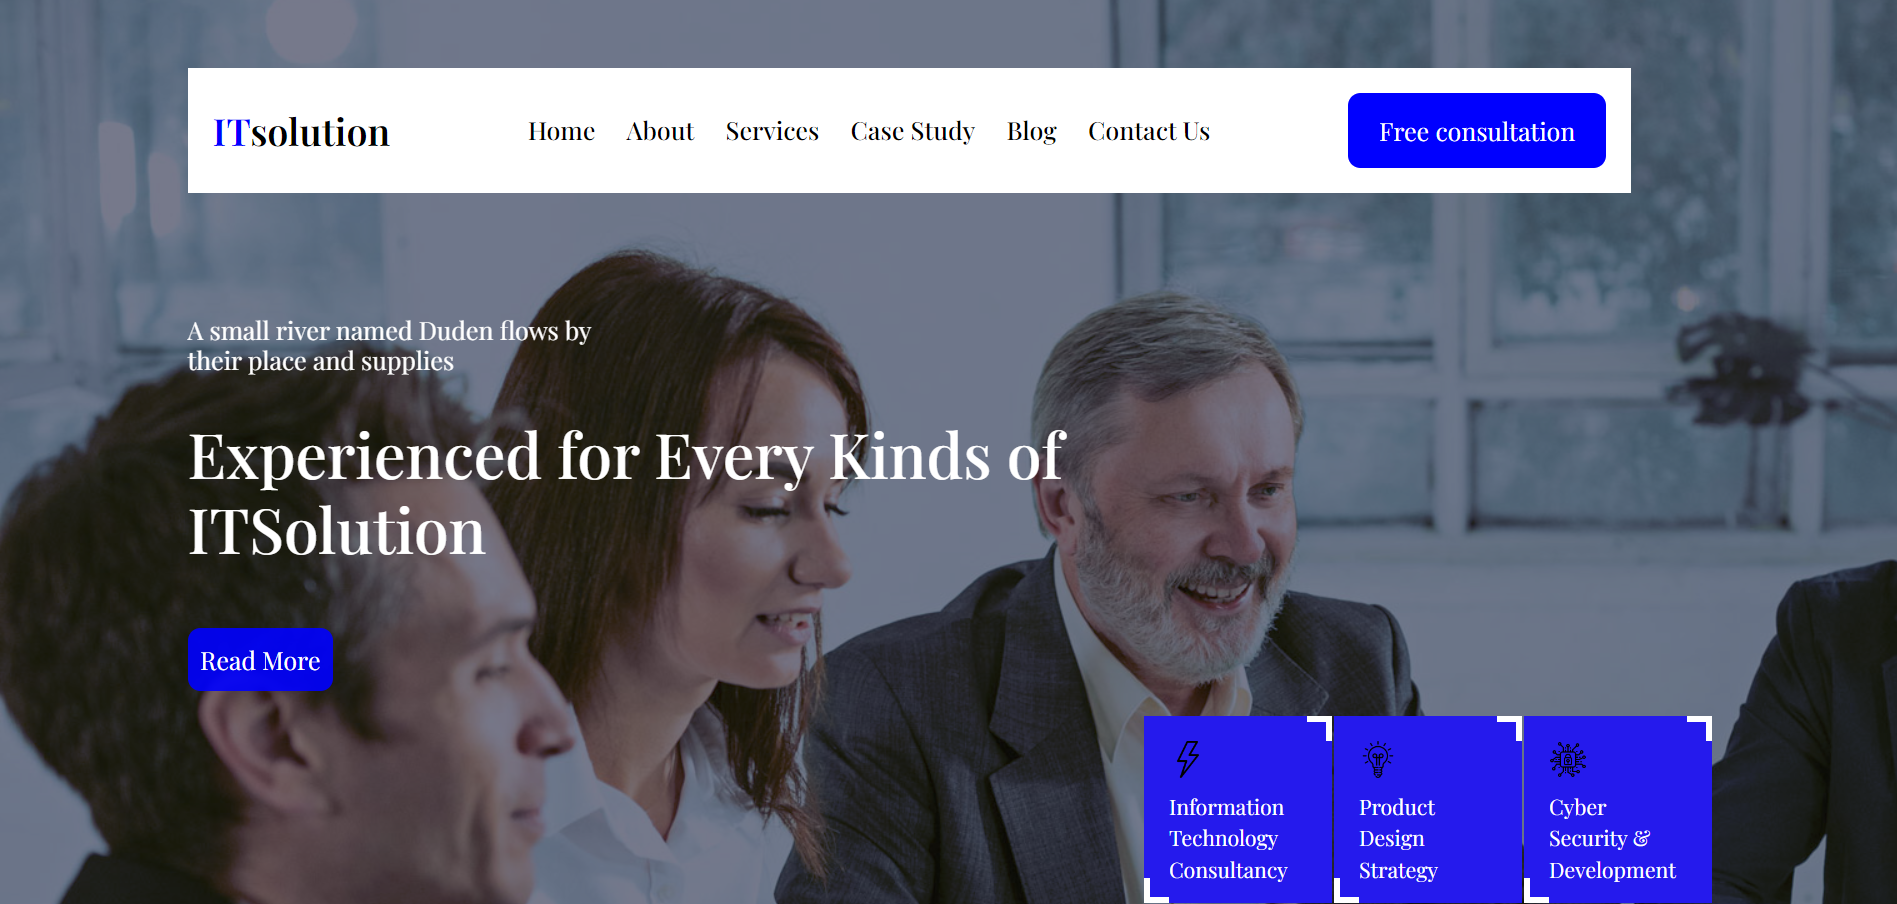 ITsolution
Home About Services Case Study Blog Contact Us
Free consultation
A small river named Duden flows by
their place and supplies
Experienced for Every Kinds of
ITSolution
Read More
Information
Technology
Consultancy
Product
Design
Strategy
Cyber
Security &
Development